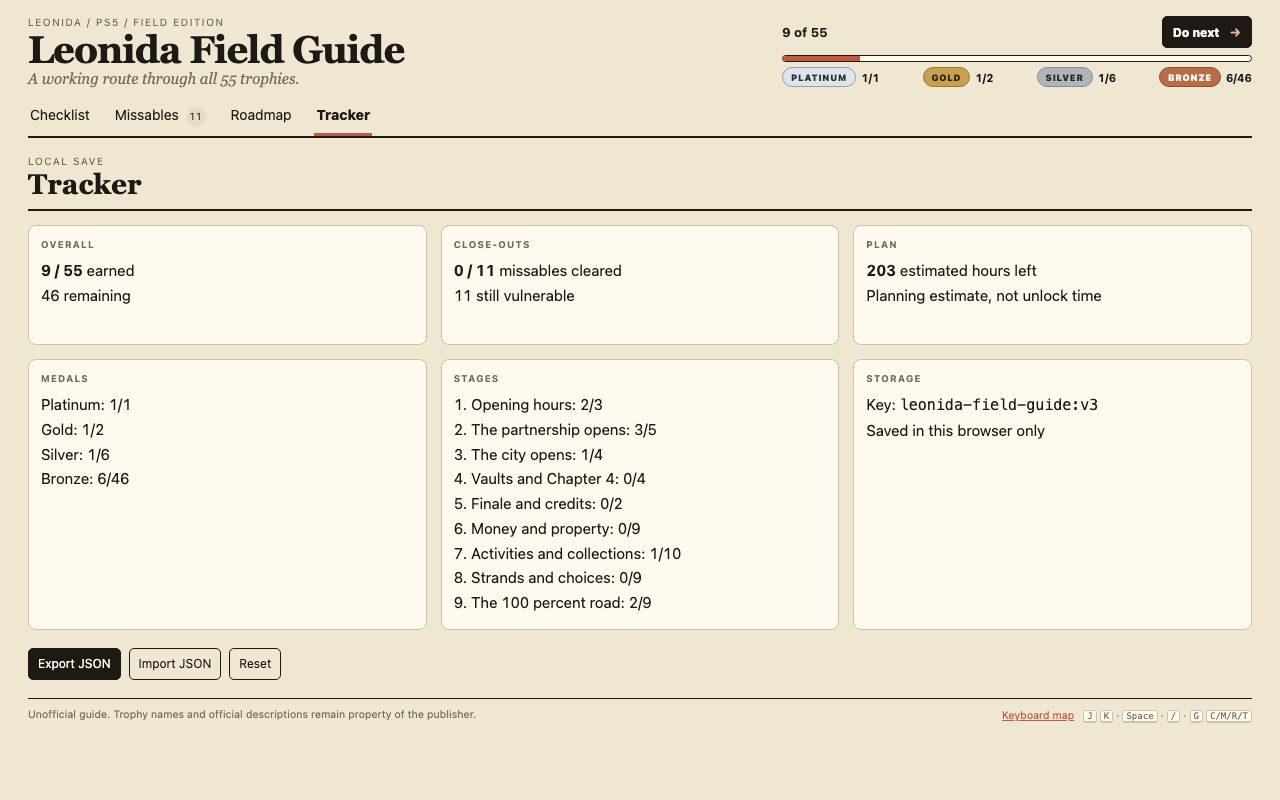 LEONIDA / PS5 / FIELD EDITION
Leonida Field Guide
A working route through all 55 trophies.
9 of 55
Do next →
PLATINUM 1/1
GOLD 1/2
SILVER 1/6
BRONZE 6/46
Checklist
Missables 11
Roadmap
Tracker
LOCAL SAVE
Tracker
OVERALL
9 / 55 earned
46 remaining
CLOSE-OUTS
0 / 11 missables cleared
11 still vulnerable
PLAN
203 estimated hours left
Planning estimate, not unlock time
MEDALS
Platinum: 1/1
Gold: 1/2
Silver: 1/6
Bronze: 6/46
STAGES
1. Opening hours: 2/3
2. The partnership opens: 3/5
3. The city opens: 1/4
4. Vaults and Chapter 4: 0/4
5. Finale and credits: 0/2
6. Money and property: 0/9
7. Activities and collections: 1/10
8. Strands and choices: 0/9
9. The 100 percent road: 2/9
STORAGE
Key: leonida-field-guide:v3
Saved in this browser only
Export JSON
Import JSON
Reset
Unofficial guide. Trophy names and official descriptions remain property of the publisher.
Keyboard map J K · Space · / · G C/M/R/T